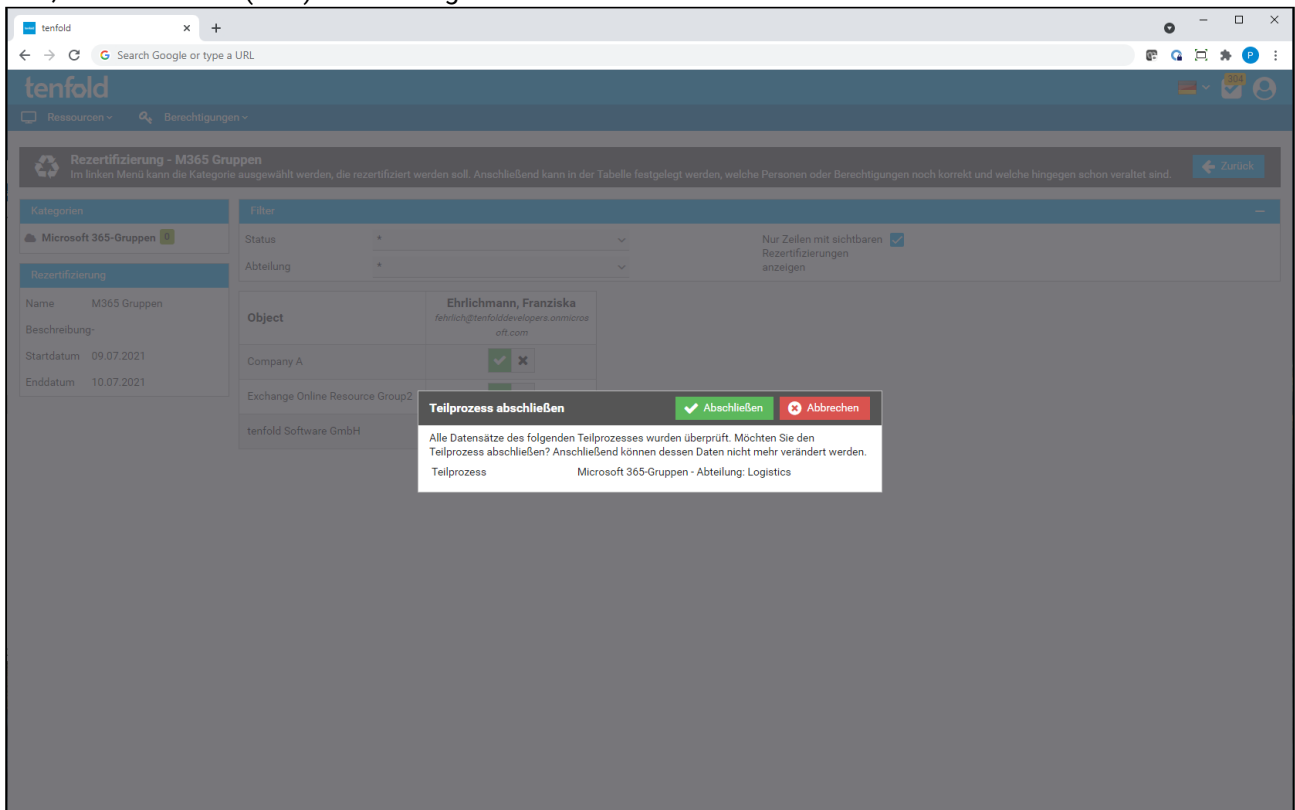 tenfold
Search Google or type a URL
P
tenfold
304
Ressourcen
Berechtigungen
Rezertifizierung - M365 Gruppen
Im linken Menü kann die Kategorie ausgewählt werden, die rezertifiziert werden soll. Anschließend kann in der Tabelle festgelegt werden, welche Personen oder Berechtigungen noch korrekt und welche hingegen schon veraltet sind.
Zurück
Kategorien
Microsoft 365-Gruppen 0
Rezertifizierung
Name M365 Gruppen
Beschreibung-
Startdatum 09.07.2021
Enddatum 10.07.2021
Filter
Status *
Abteilung *
Nur Zeilen mit sichtbaren
Rezertifizierungen
anzeigen
Object
Ehrlichmann, Franziska
fehrlich@tenfolddevelopers.onmicros
oft.com
Company A
Exchange Online Resource Group2
tenfold Software GmbH
Teilprozess abschließen
Abschließen
Abbrechen
Alle Datensätze des folgenden Teilprozesses wurden überprüft. Möchten Sie den
Teilprozess abschließen? Anschließend können dessen Daten nicht mehr verändert werden.
Teilprozess Microsoft 365-Gruppen - Abteilung: Logistics